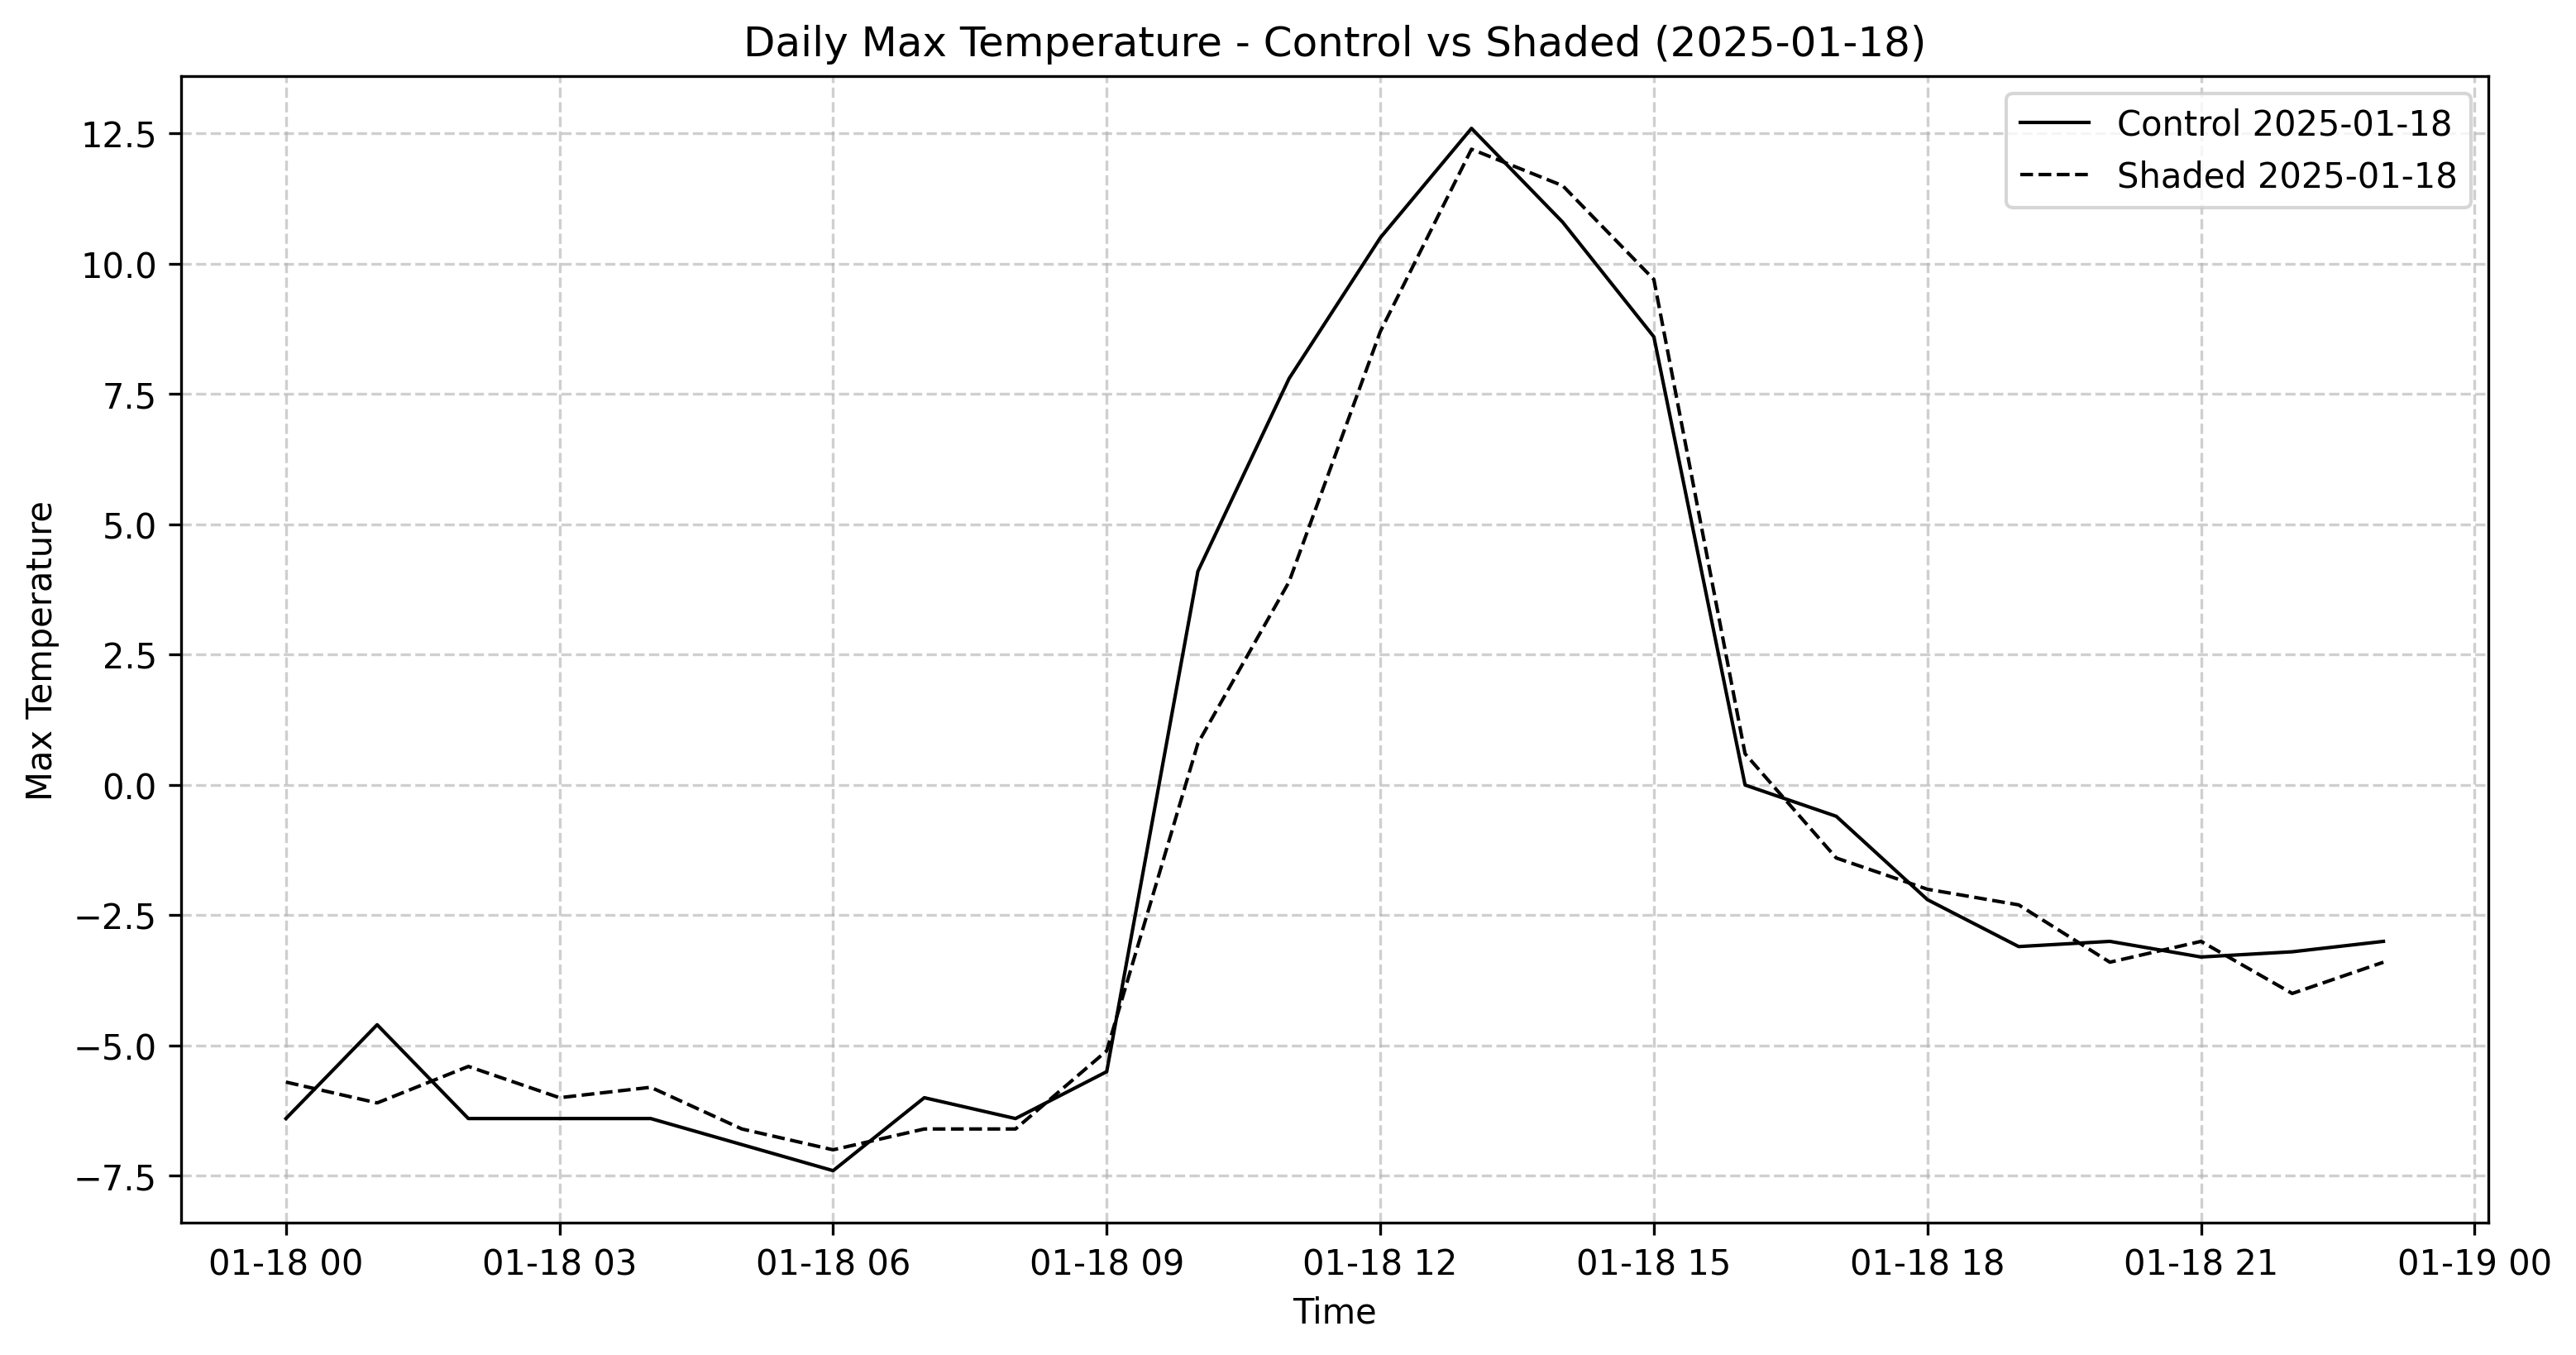 Daily Max Temperature - Control vs Shaded (2025-01-18)
Control 2025-01-18
Shaded 2025-01-18
Max Temperature
12.5
10.0
7.5
5.0
2.5
0.0
−2.5
−5.0
−7.5
01-18 00 01-18 03 01-18 06 01-18 09 01-18 12 01-18 15 01-18 18 01-18 21 01-19 00
Time